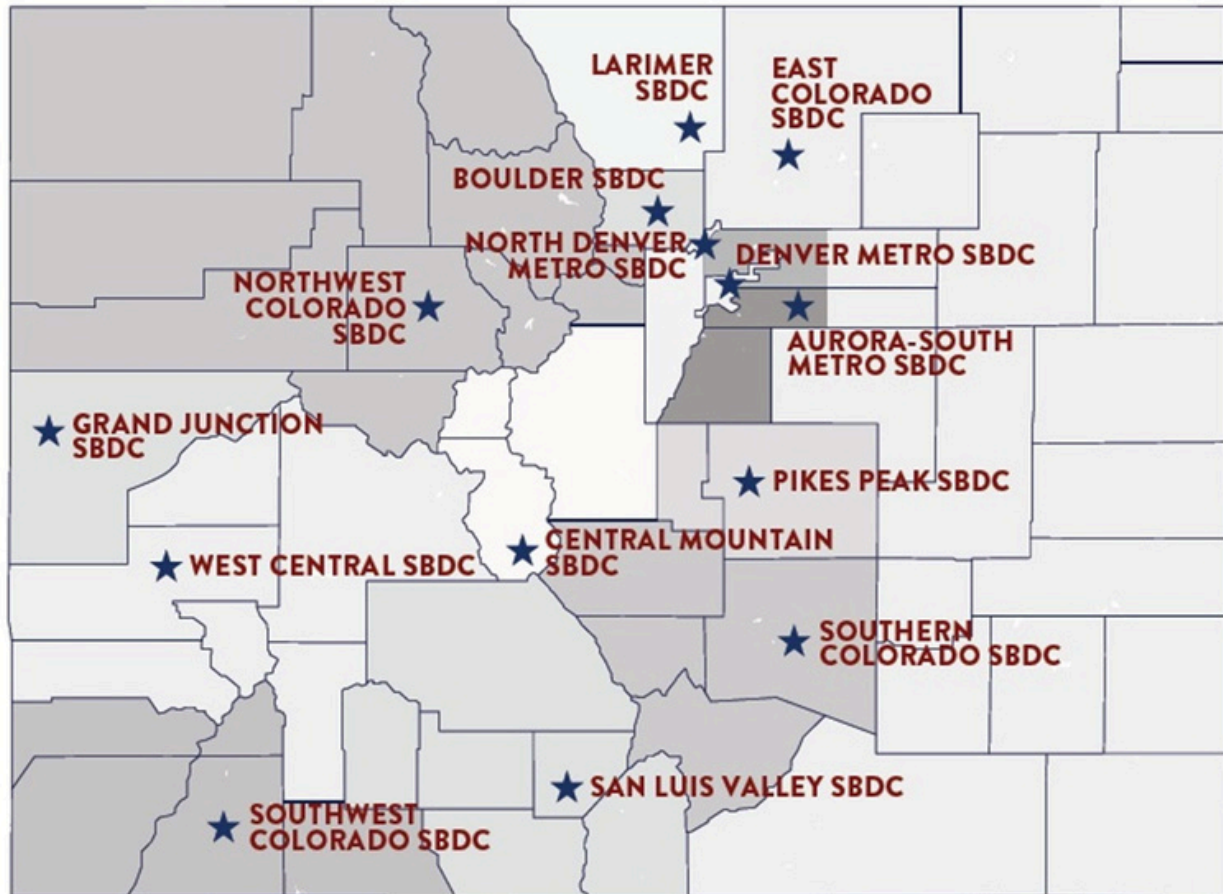 LARIMER
SBDC
EAST
COLORADO
SBDC
BOULDER SBDC
NORTH DENVER
METRO SBDC
DENVER METRO SBDC
NORTHWEST
COLORADO
SBDC
AURORA-SOUTH
METRO SBDC
GRAND JUNCTION
SBDC
PIKES PEAK SBDC
CENTRAL MOUNTAIN
SBDC
WEST CENTRAL SBDC
SOUTHERN
COLORADO SBDC
SAN LUIS VALLEY SBDC
SOUTHWEST
COLORADO SBDC